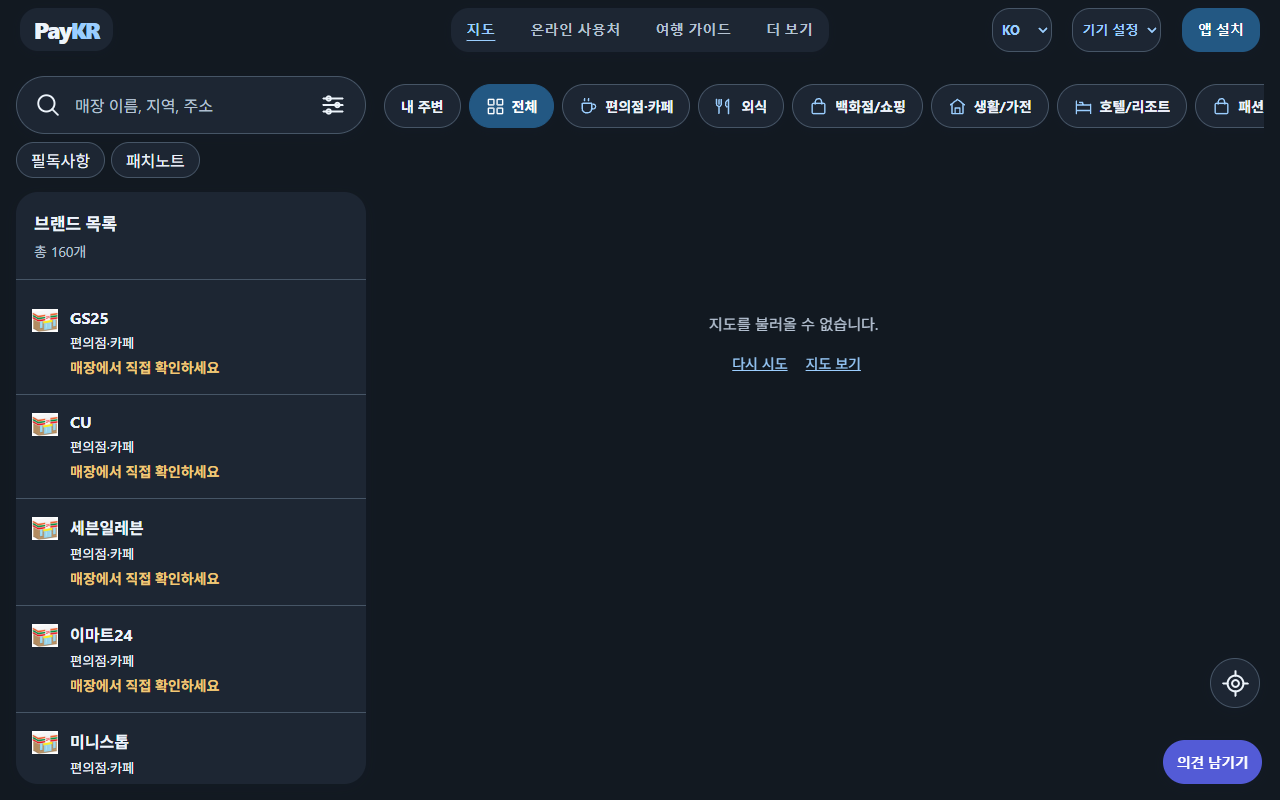 PayKR
지도
온라인 사용처
여행 가이드
더 보기
KO
기기 설정
앱 설치
매장 이름, 지역, 주소
내 주변
전체
편의점·카페
외식
백화점/쇼핑
생활/가전
호텔/리조트
패션
필독사항
패치노트
브랜드 목록
총 160개
GS25
편의점·카페
매장에서 직접 확인하세요
CU
편의점·카페
매장에서 직접 확인하세요
세븐일레븐
편의점·카페
매장에서 직접 확인하세요
이마트24
편의점·카페
매장에서 직접 확인하세요
미니스톱
편의점·카페
지도를 불러올 수 없습니다.
다시 시도
지도 보기
의견 남기기